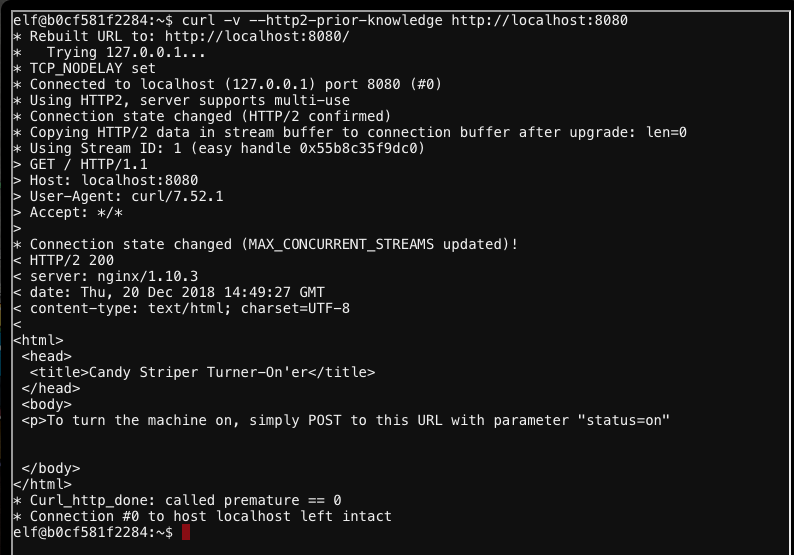 elf@b0cf581f2284:~$ curl -v --http2-prior-knowledge http://localhost:8080
* Rebuilt URL to: http://localhost:8080/
*   Trying 127.0.0.1...
* TCP_NODELAY set
* Connected to localhost (127.0.0.1) port 8080 (#0)
* Using HTTP2, server supports multi-use
* Connection state changed (HTTP/2 confirmed)
* Copying HTTP/2 data in stream buffer to connection buffer after upgrade: len=0
* Using Stream ID: 1 (easy handle 0x55b8c35f9dc0)
> GET / HTTP/1.1
> Host: localhost:8080
> User-Agent: curl/7.52.1
> Accept: */*
>
* Connection state changed (MAX_CONCURRENT_STREAMS updated)!
< HTTP/2 200
< server: nginx/1.10.3
< date: Thu, 20 Dec 2018 14:49:27 GMT
< content-type: text/html; charset=UTF-8
<
<html>
 <head>
  <title>Candy Striper Turner-On'er</title>
 </head>
 <body>
 <p>To turn the machine on, simply POST to this URL with parameter "status=on"
 </body>
</html>
* Curl_http_done: called premature == 0
* Connection #0 to host localhost left intact
elf@b0cf581f2284:~$